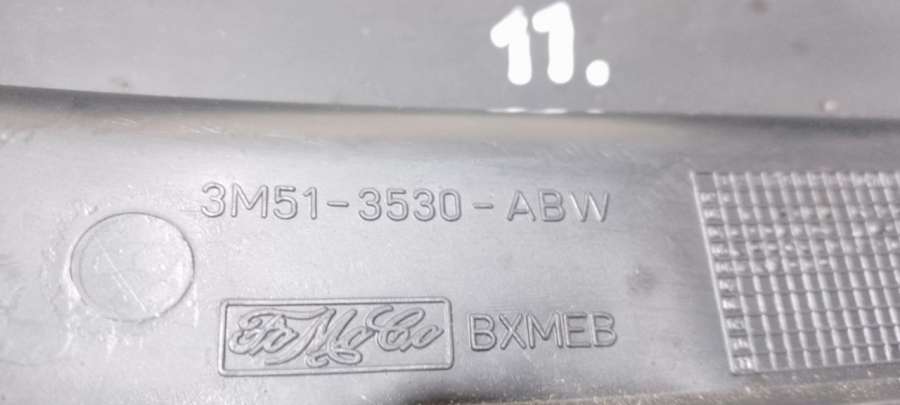 11.
3M51-3530-ABW
FoMoCo BXMEB